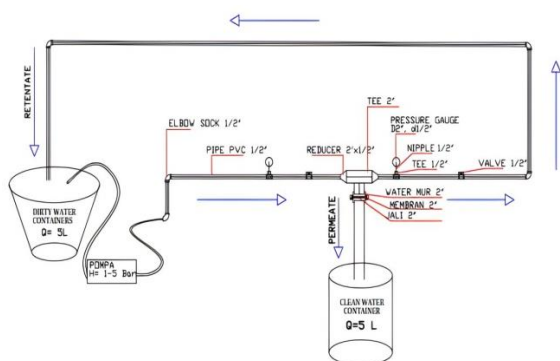 RETENTATE
ELBOW SOCK 1/2"
PIPE PVC 1/2"
REDUCER 2"x1/2"
TEE 2"
PRESSURE GAUGE
D2", d1/2"
NIPPLE 1/2"
TEE 1/2"
VALVE 1/2"
WATER MUR 2"
MEMBRAN 2"
JALI 2"
PERMEATE
DIRTY WATER
CONTAINERS
Q= 5L
POMPA
H= 1-5 Bar
CLEAN WATER
CONTAINER
Q=5 L